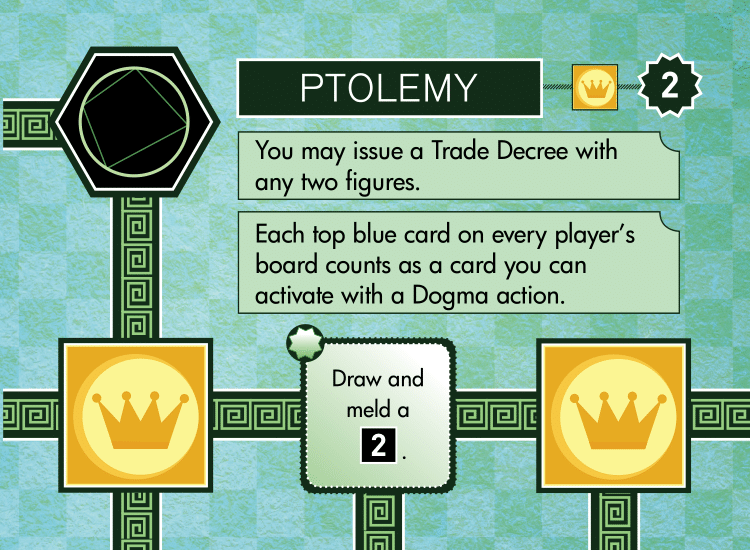 PTOLEMY
2
You may issue a Trade Decree with
any two figures.
Each top blue card on every player's
board counts as a card you can
activate with a Dogma action.
Draw and
meld a
2 .